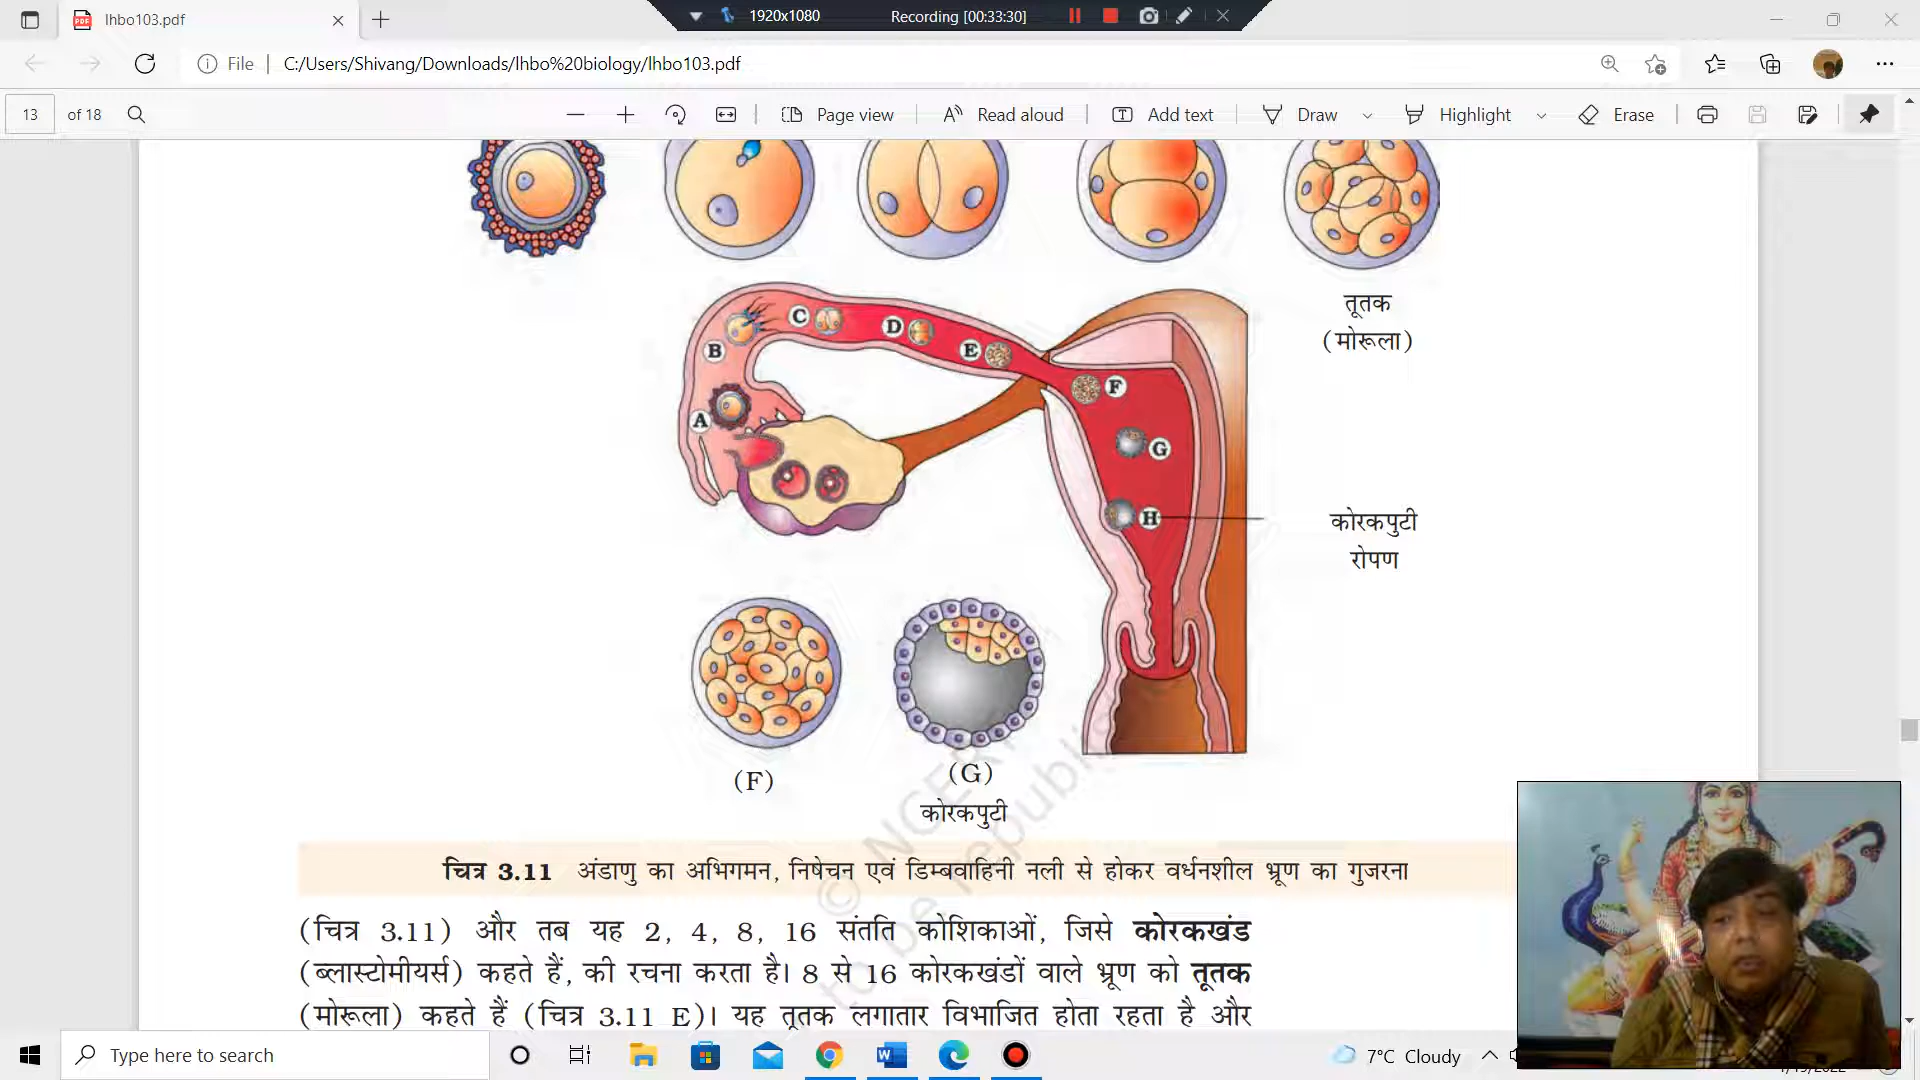 lhbo103.pdf
1920x1080
Recording [00:33:30]
File
C:/Users/Shivang/Downloads/lhbo%20biology/lhbo103.pdf
13 of 18
Page view
Read aloud
Add text
Draw
Highlight
Erase
तूतक
(मोरूला)
A
B
C
D
E
F
G
H
कोरकपुटी
रोपण
(F)
(G)
कोरकपुटी
© NCERT
to be republished
चित्र 3.11 अंडाणु का अभिगमन, निषेचन एवं डिम्बवाहिनी नली से होकर वर्धनशील भ्रूण का गुजरना
(चित्र 3.11) और तब यह 2, 4, 8, 16 संतति कोशिकाओं, जिसे कोरकखंड
(ब्लास्टोमीयर्स) कहते हैं, की रचना करता है। 8 से 16 कोरकखंडों वाले भ्रूण को तूतक
(मोरूला) कहते हैं (चित्र 3.11 E)। यह तूतक लगातार विभाजित होता रहता है और
Type here to search
7°C Cloudy